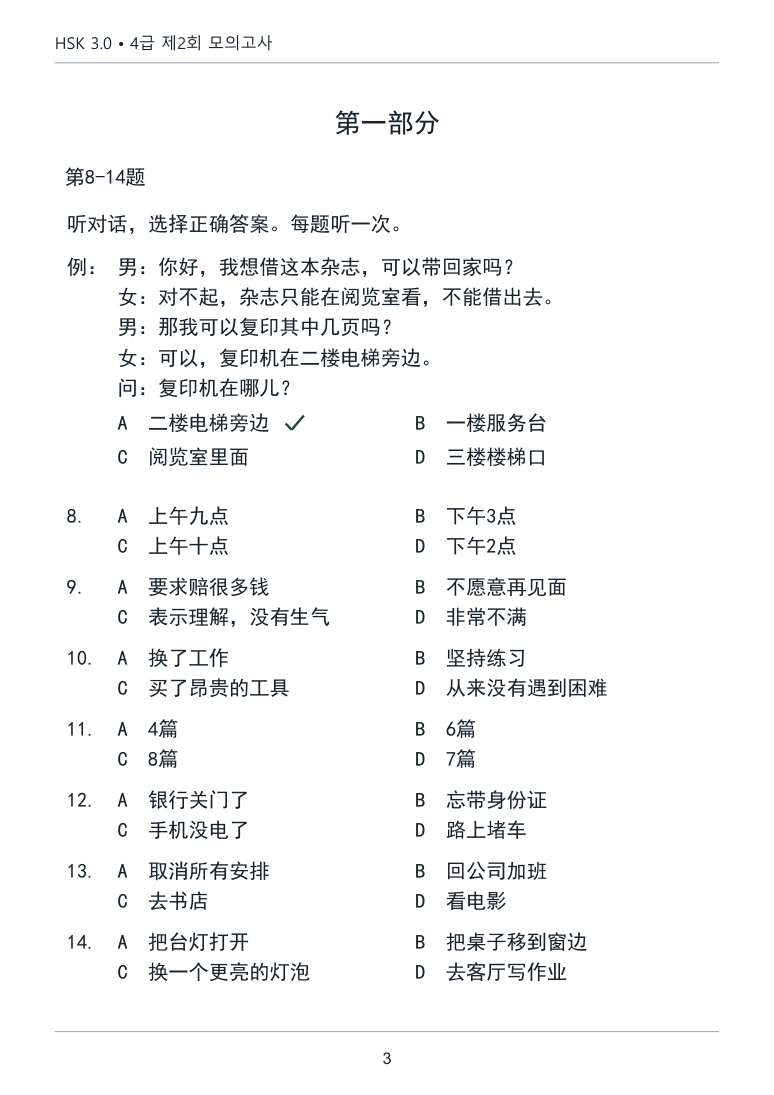 HSK 3.0 • 4급 제2회 모의고사
第一部分
第8-14题
听对话，选择正确答案。每题听一次。
例： 男：你好，我想借这本杂志，可以带回家吗？
女：对不起，杂志只能在阅览室看，不能借出去。
男：那我可以复印其中几页吗？
女：可以，复印机在二楼电梯旁边。
问：复印机在哪儿？
A 二楼电梯旁边 ✓ B 一楼服务台
C 阅览室里面 D 三楼楼梯口
8. A 上午九点 B 下午3点
C 上午十点 D 下午2点
9. A 要求赔很多钱 B 不愿意再见面
C 表示理解，没有生气 D 非常不满
10. A 换了工作 B 坚持练习
C 买了昂贵的工具 D 从来没有遇到困难
11. A 4篇 B 6篇
C 8篇 D 7篇
12. A 银行关门了 B 忘带身份证
C 手机没电了 D 路上堵车
13. A 取消所有安排 B 回公司加班
C 去书店 D 看电影
14. A 把台灯打开 B 把桌子移到窗边
C 换一个更亮的灯泡 D 去客厅写作业
3